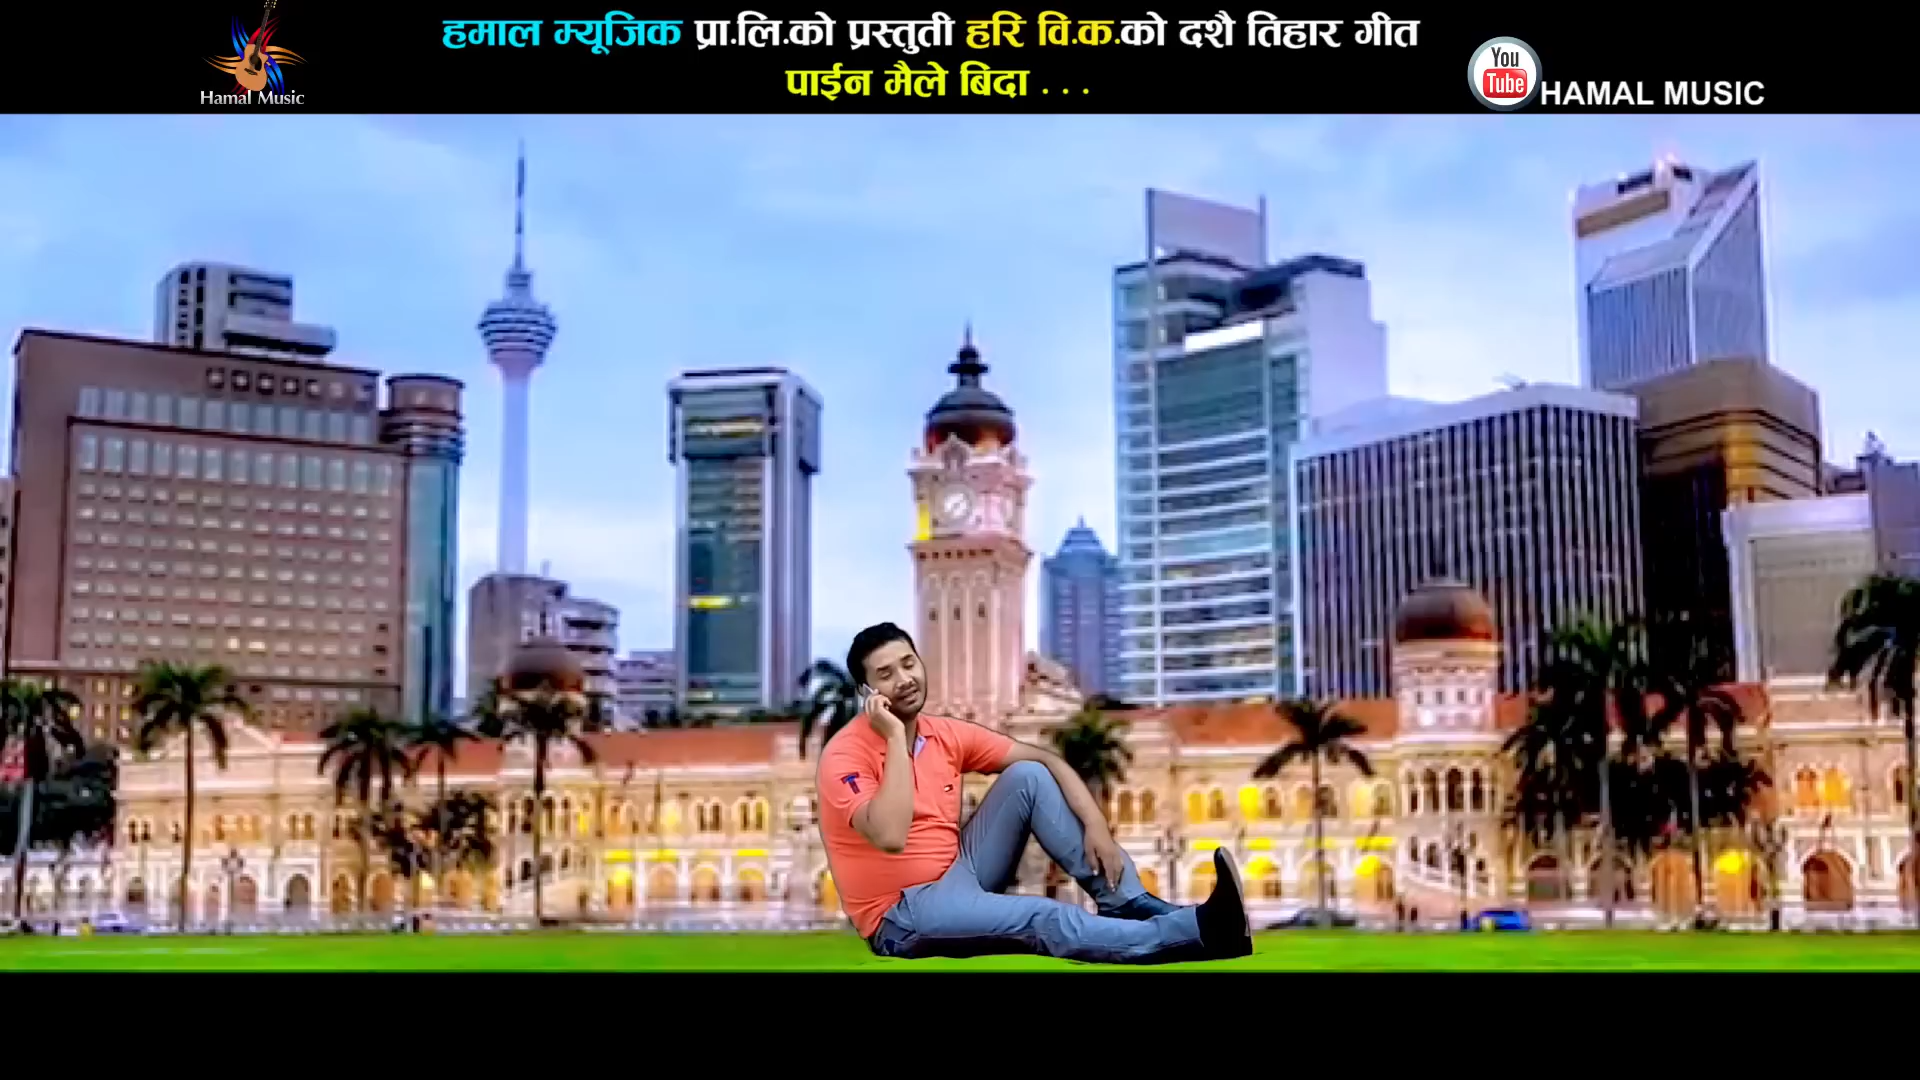 हमाल म्यूजिक प्रा.लि.को प्रस्तुती हरि वि.क.को दशै तिहार गीत
पाईन मैले बिदा . . .
Hamal Music
You
Tube
HAMAL MUSIC